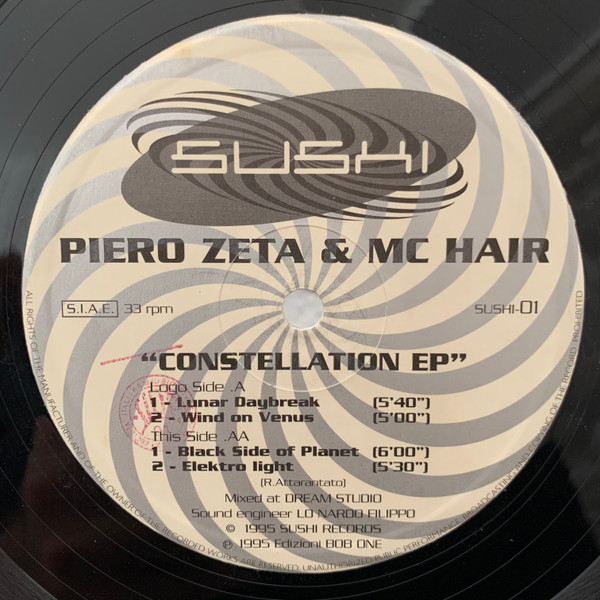 SUSHI
PIERO ZETA & MC HAIR
S.I.A.E. 33 rpm
SUSHI-01
"CONSTELLATION EP"
Logo Side .A
1 - Lunar Daybreak (5'40")
2 - Wind on Venus (5'00")
This Side .AA
1 - Black Side of Planet (6'00")
2 - Elektro light (5'30")
(R.Attarantato)
Mixed at DREAM STUDIO
Sound engineer LO NARDO FILIPPO
© 1995 SUSHI RECORDS
℗ 1995 Edizioni BOB ONE
ALL RIGHTS OF THE MANUFACTURER AND OF THE OWNER OF THE RECORDED WORKS ARE RESERVED. UNAUTHORIZED PUBLIC PERFORMANCE, BROADCASTING AND COPYING OF THE RECORD PROHIBITED